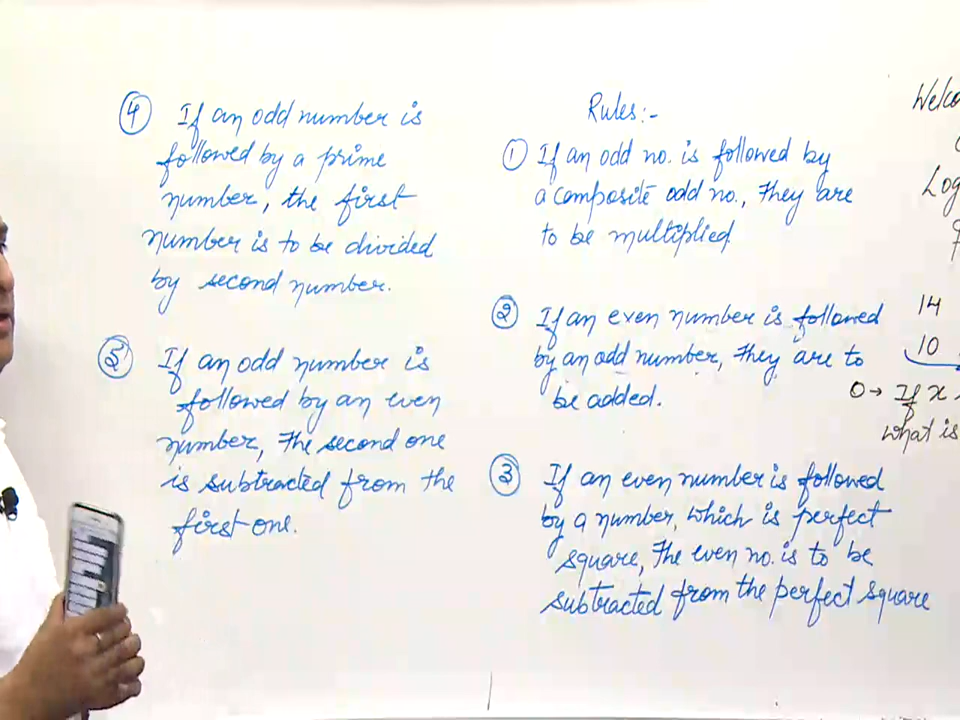 Rules:-
① If an odd no. is followed by
a composite odd no., they are
to be multiplied.
② If an even number is followed
by an odd number, they are to
be added.
③ If an even number is followed
by a number, which is perfect
square, the even no. is to be
subtracted from the perfect square
④ If an odd number is
followed by a prime
number, the first
number is to be divided
by second number.
⑤ If an odd number is
followed by an even
number, the second one
is subtracted from the
first one.
14
10
If x
What is